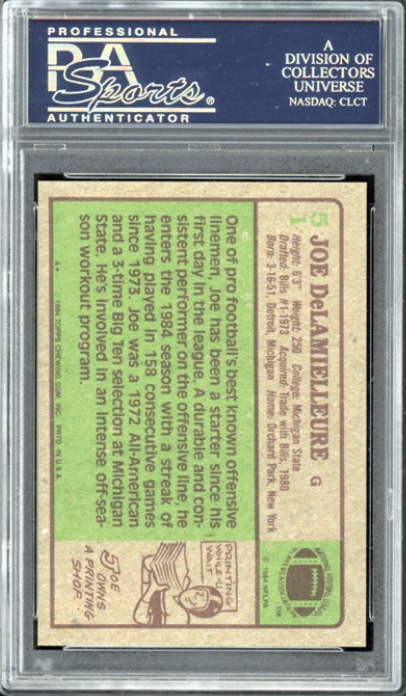 PROFESSIONAL
PSA
Sports®
AUTHENTICATOR
A
DIVISION OF
COLLECTORS
UNIVERSE
NASDAQ: CLCT
51
JOE DeLAMIELLEURE G
Height: 6'3" Weight: 250 College: Michigan State
Drafted: Bills #1-1973 Acquired: Trade with Bills, 1980
Born: 3-16-51, Detroit, Michigan Home: Orchard Park, New York
One of pro football's best known offensive
linemen, Joe has been a starter since his
first day in the league. A durable and con-
sistent performer on the offensive line, he
enters the 1984 season with a streak of
having played in 158 consecutive games
since 1973. Joe was a 1972 All-American
and a 3-time Big Ten selection at Michigan
State. He's involved in an intense off-sea-
son workout program.
© 1984 NFLPA
TM
PRINTING
WHILE-U
WAIT
JOE
OWNS
A PRINTING
SHOP.
A* © 1984 TOPPS CHEWING GUM, INC. PRTD. IN U.S.A.